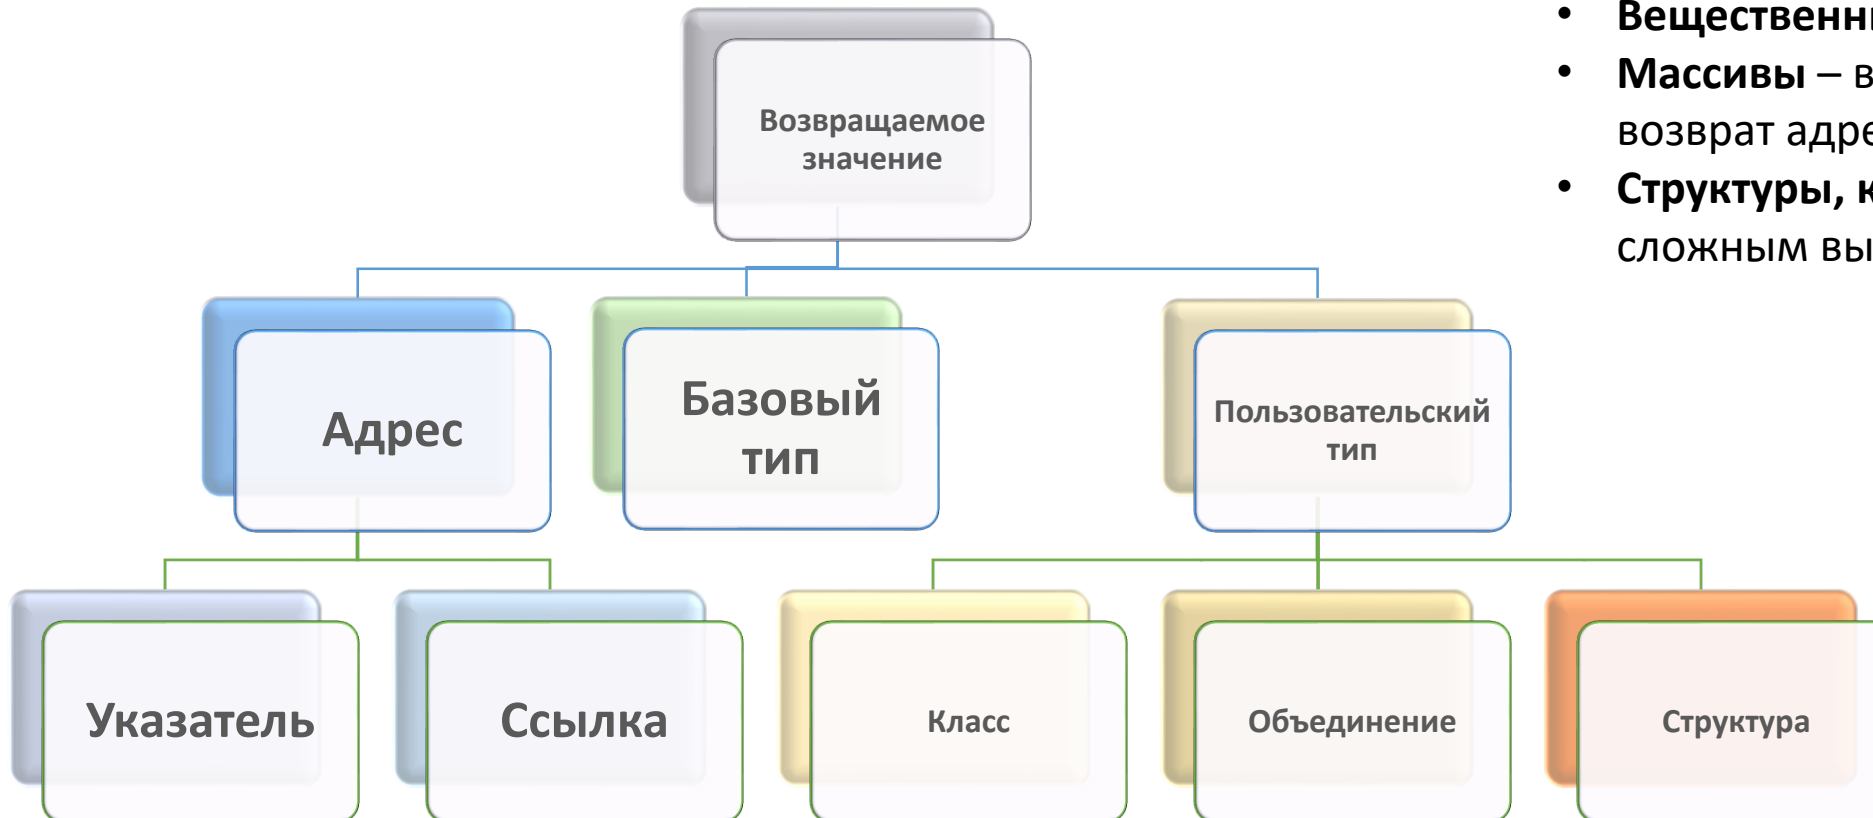 Возвращаемое
значение
Адрес
Базовый
тип
Пользовательский
тип
Указатель
Ссылка
Класс
Объединение
Структура
•
• Массивы –
возврат
• Структуры,
сложным